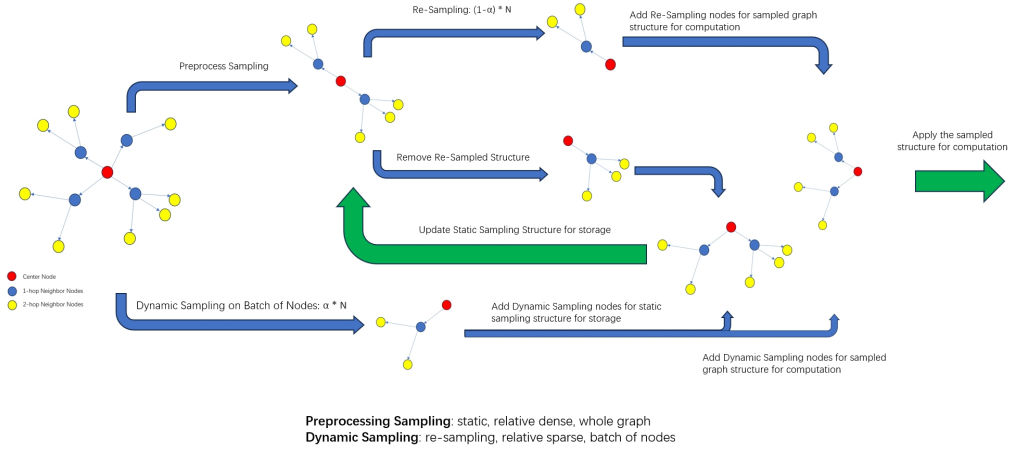 Re-Sampling: (1-α) * N
Add Re-Sampling nodes for sampled graph
structure for computation
Preprocess Sampling
Remove Re-Sampled Structure
Apply the sampled
structure for computation
Update Static Sampling Structure for storage
Center Node
1-hop Neighbor Nodes
2-hop Neighbor Nodes
Dynamic Sampling on Batch of Nodes: α * N
Add Dynamic Sampling nodes for static
sampling structure for storage
Add Dynamic Sampling nodes for sampled
graph structure for computation
Preprocessing Sampling: static, relative dense, whole graph
Dynamic Sampling: re-sampling, relative sparse, batch of nodes